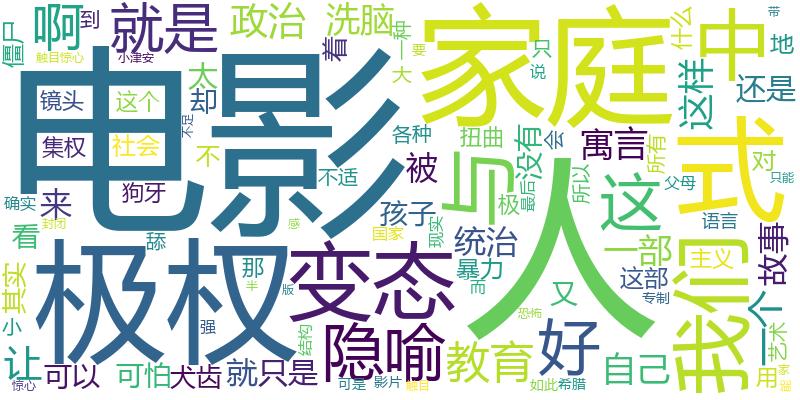 僵尸
到
啊
就是
政治
洗脑
着
一种
要
大
只
说
家庭
什么
中
带
地
触目惊心
小津安
电影
太
镜头
这个
却
集权
社会
不
不足
狗牙
不适
各种
被
扭曲
没有
会
寓言
所有
这样
还是
式
对
来
确实
封闭
舔
看
感
国家
孩子
现实
与
极
最后
所以
人
这
父母
只能
语言
一部
我们
主义
故事
统治
暴力
而
又
这部
专制
一个
艺术
其实
小
让
惊心
可以
可怕
极权
那
半
版
强
犬齿
就
只是
结构
变态
隐喻
可是
影片
触目
教育
好
恐怖
如此
希腊
自己
用
家
能